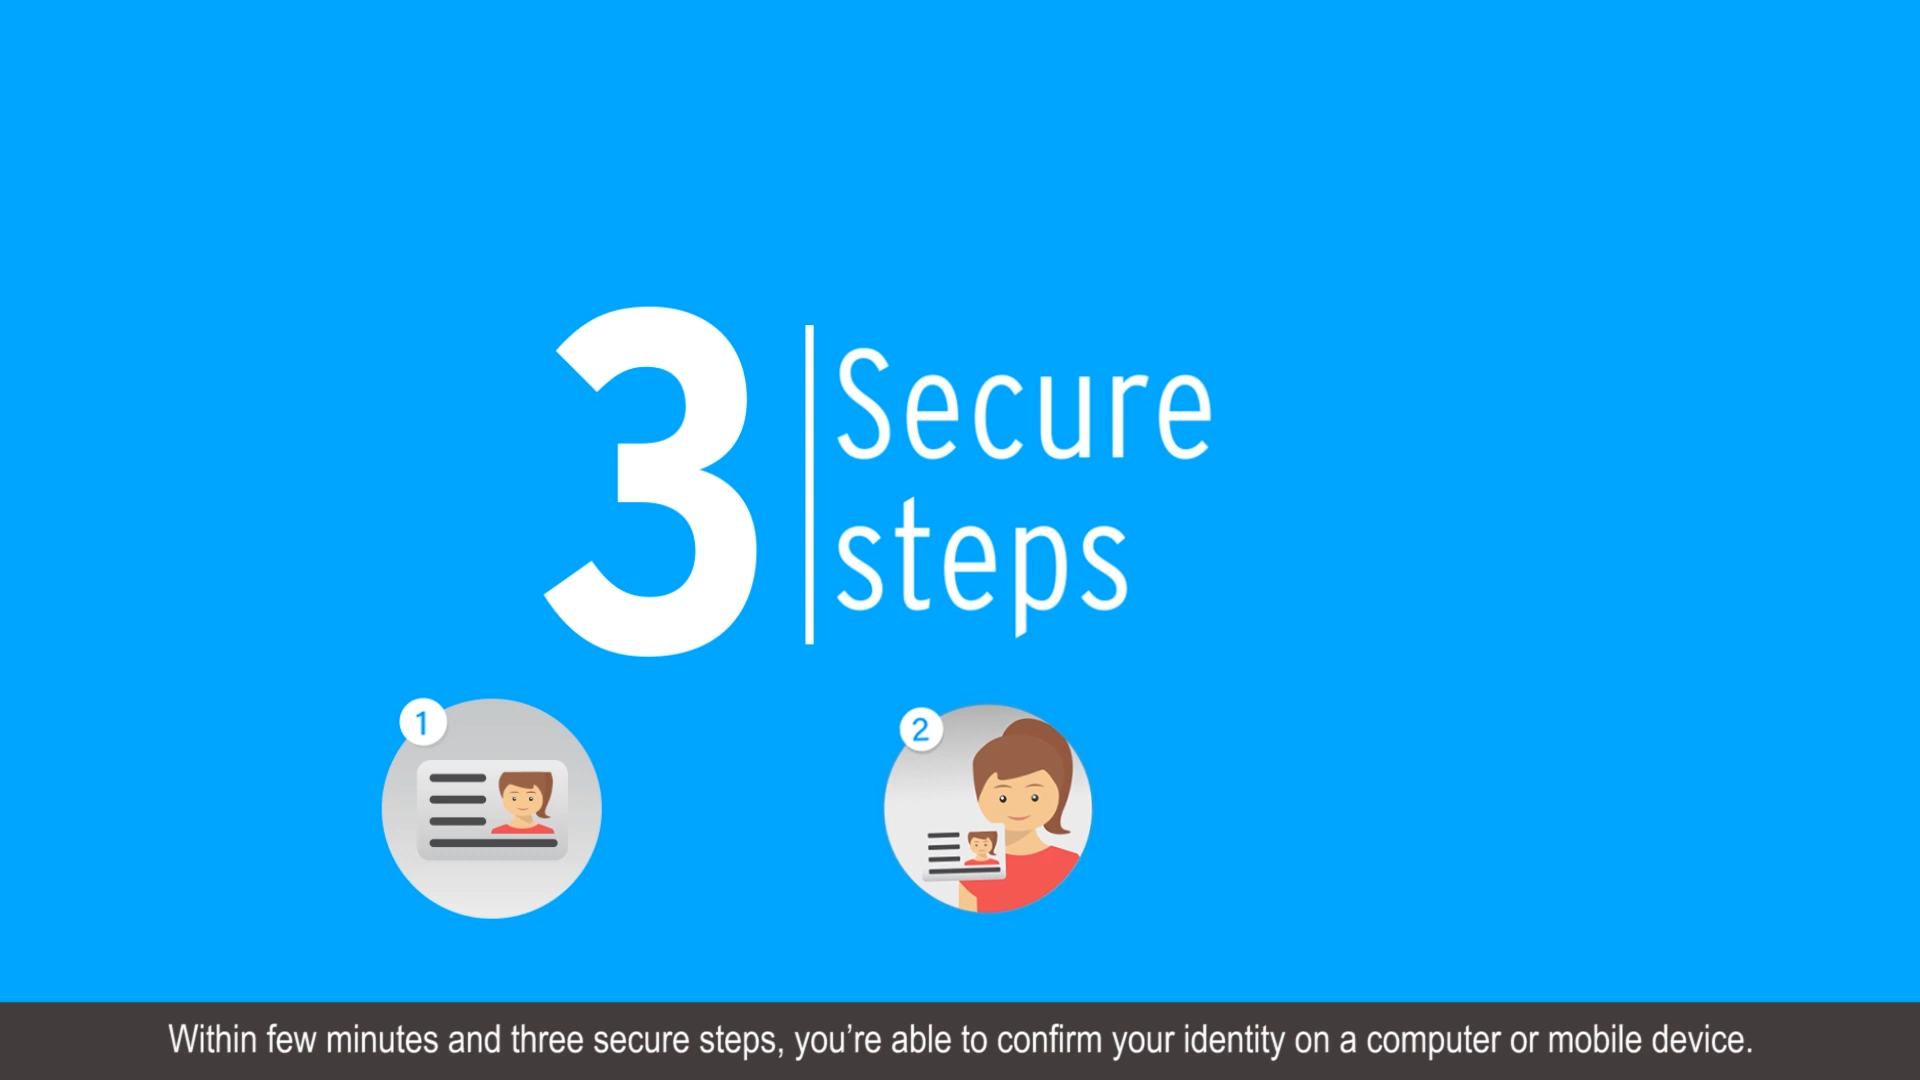 3
Secure
steps
1
2
Within few minutes and three secure steps, you’re able to confirm your identity on a computer or mobile device.